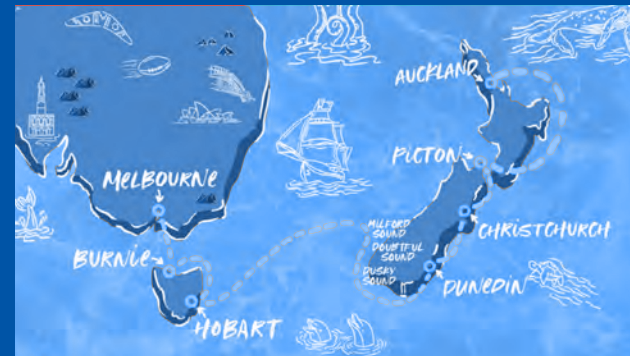 AUCKLAND
PICTON
MELBOURNE
MILFORD
SOUND
CHRISTCHURCH
DOUBTFUL
SOUND
BURNIE
DUSKY
SOUND
DUNEDIN
HOBART